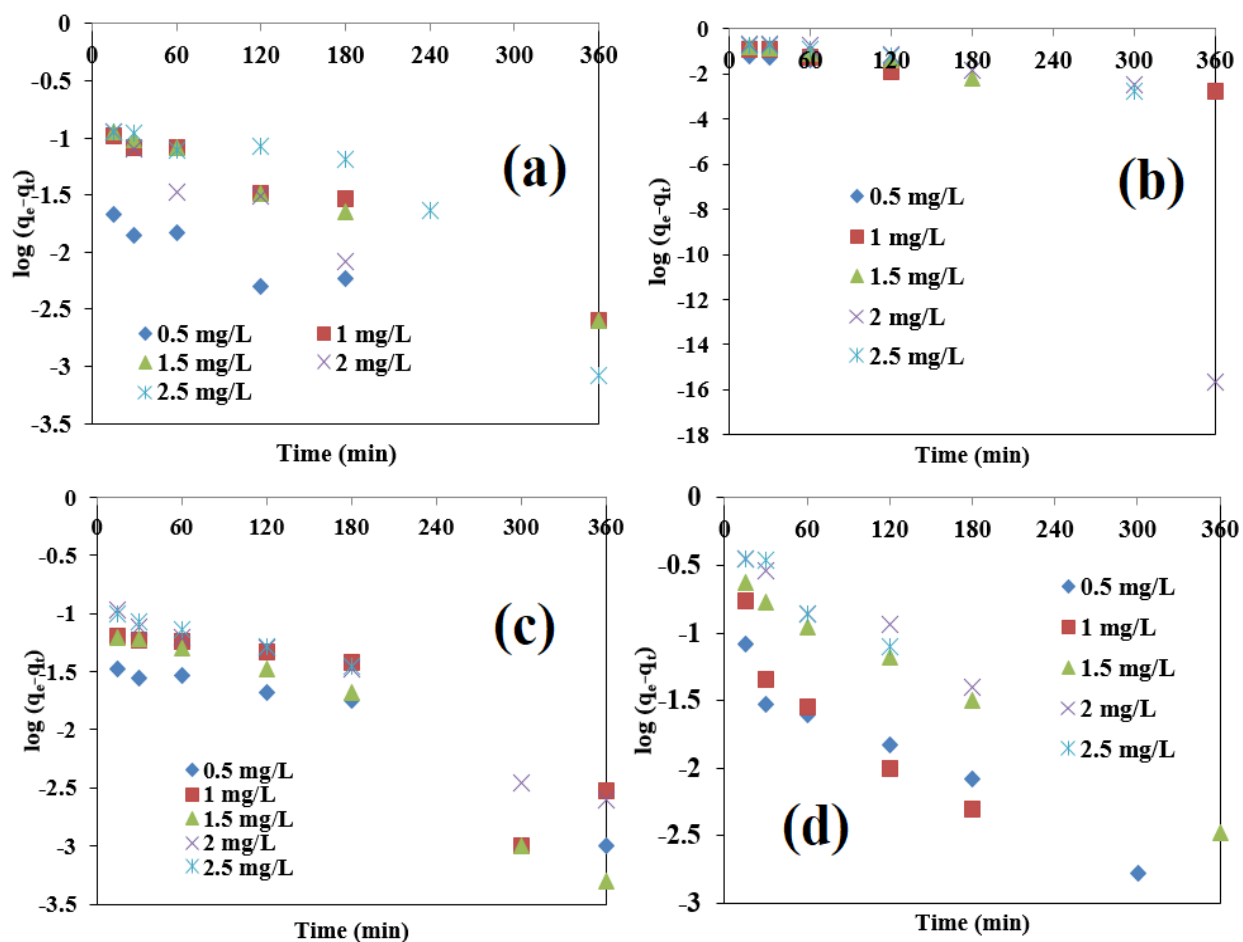 0
0 60 120 180 240 300 360
-0.5
-1
-1.5
-2
-2.5
-3
-3.5
log (qe-qt)
(a)
0.5 mg/L 1 mg/L
1.5 mg/L 2 mg/L
2.5 mg/L
Time (min)
0
0 60 120 180 240 300 360
-2
-4
-6
-8
-10
-12
-14
-16
-18
log (qe-qt)
(b)
0.5 mg/L
1 mg/L
1.5 mg/L
2 mg/L
2.5 mg/L
Time (min)
0
0 60 120 180 240 300 360
-0.5
-1
-1.5
-2
-2.5
-3
-3.5
log (qe-qt)
(c)
0.5 mg/L
1 mg/L
1.5 mg/L
2 mg/L
2.5 mg/L
Time (min)
0
0 60 120 180 240 300 360
-0.5
-1
-1.5
-2
-2.5
-3
log (qe-qt)
0.5 mg/L
1 mg/L
1.5 mg/L
2 mg/L
2.5 mg/L
(d)
Time (min)